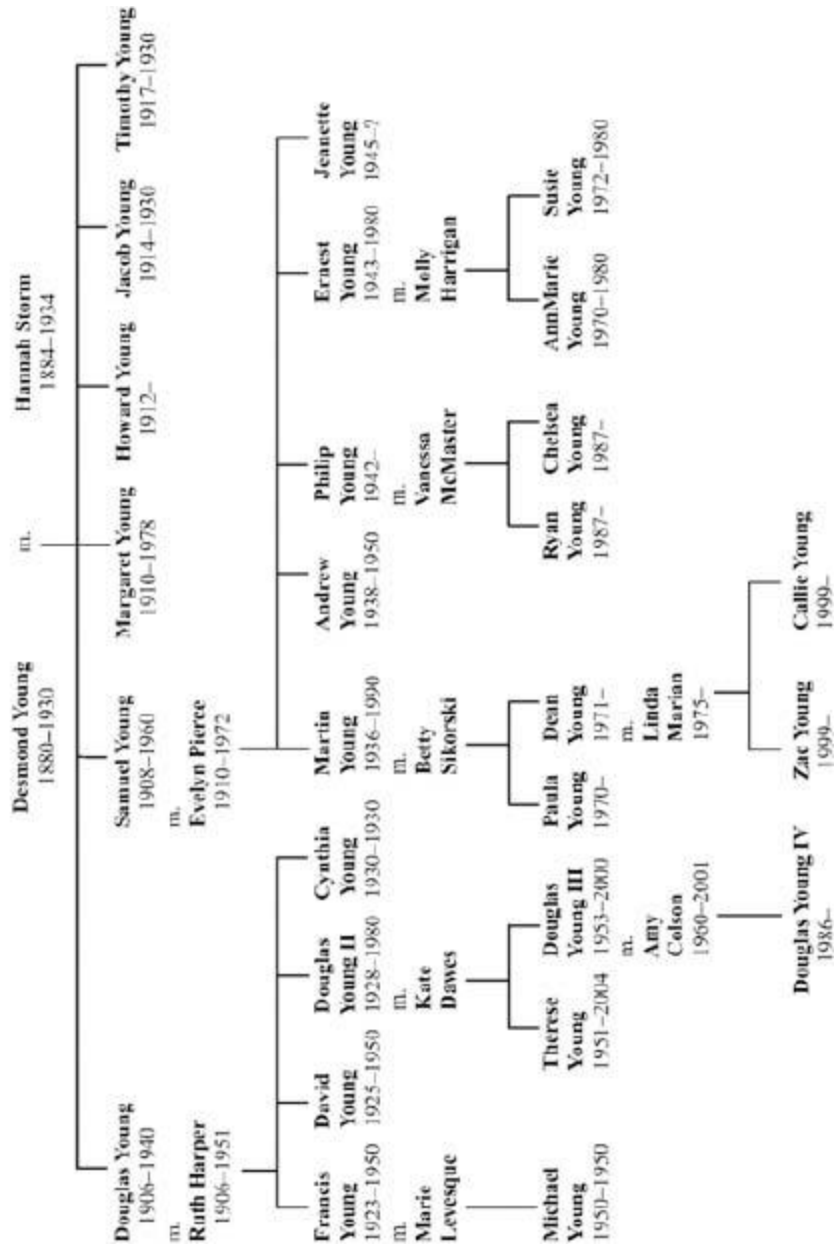 Desmond Young
1880–1930
m.
Hannah Storm
1884–1934
Douglas Young
1906–1940
m.
Ruth Harper
1906–1951
Samuel Young
1908–1960
m.
Evelyn Pierce
1910–1972
Margaret Young
1910–1978
Howard Young
1912–
Jacob Young
1914–1930
Timothy Young
1917–1930
Francis
Young
1923–1950
m.
Marie
Levesque
David
Young
1925–1950
Douglas
Young II
1928–1980
m.
Kate
Dawes
Cynthia
Young
1930–1930
Martin
Young
1936–1990
m.
Betty
Sikorski
Andrew
Young
1938–1950
Philip
Young
1942–
m.
Vanessa
McMaster
Ernest
Young
1943–1980
m.
Molly
Harrigan
Jeanette
Young
1945–?
Michael
Young
1950–1950
Therese
Young
1951–2004
Douglas
Young III
1953–2000
m.
Amy
Colson
1960–2001
Paula
Young
1970–
Dean
Young
1971–
m.
Linda
Marian
1975–
Ryan
Young
1987–
Chelsea
Young
1987–
AnnMarie
Young
1970–1980
Susie
Young
1972–1980
Douglas Young IV
1986–
Zac Young
1999–
Callie Young
1999–